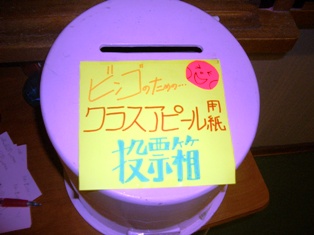 ビンゴのための…
クラスアピール用紙
投票箱